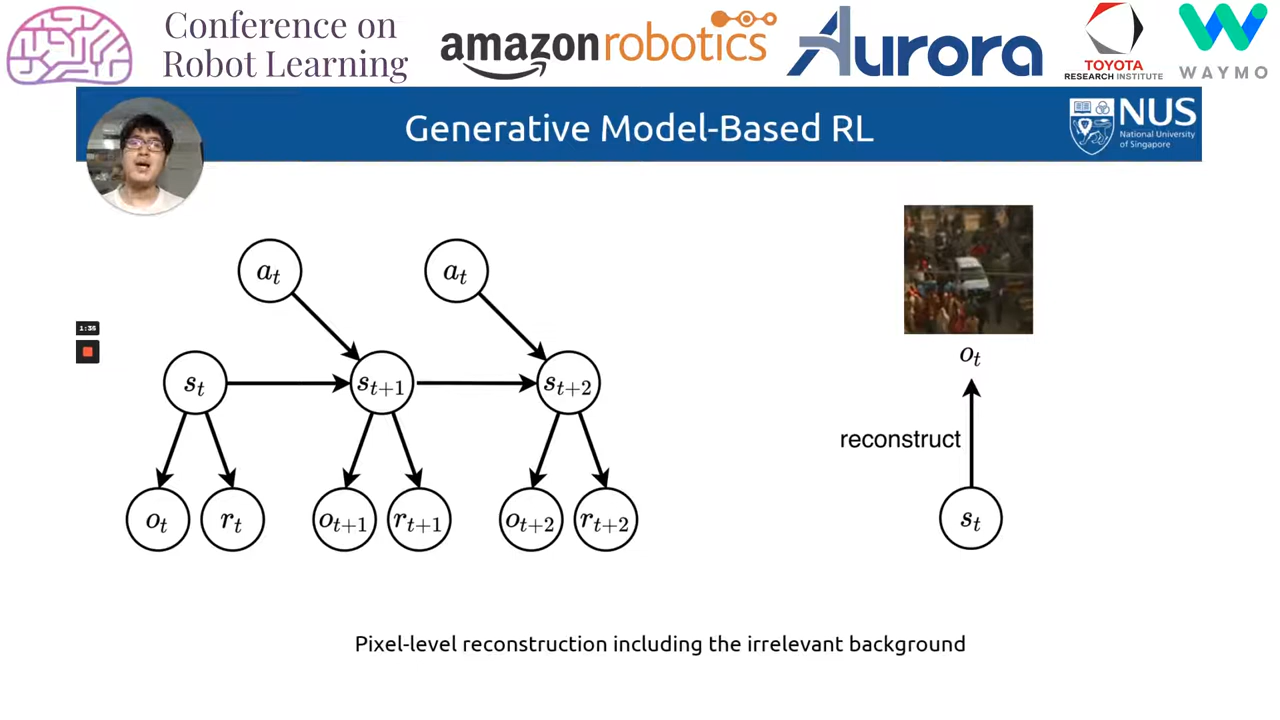 Conference on
Robot Learning
amazonrobotics
Aurora
TOYOTA
RESEARCH INSTITUTE
WAYMO
Generative Model-Based RL
NUS
National University
of Singapore
a_t
a_t
1:36
s_t
s_{t+1}
s_{t+2}
o_t
r_t
o_{t+1}
r_{t+1}
o_{t+2}
r_{t+2}
o_t
reconstruct
s_t
Pixel-level reconstruction including the irrelevant background